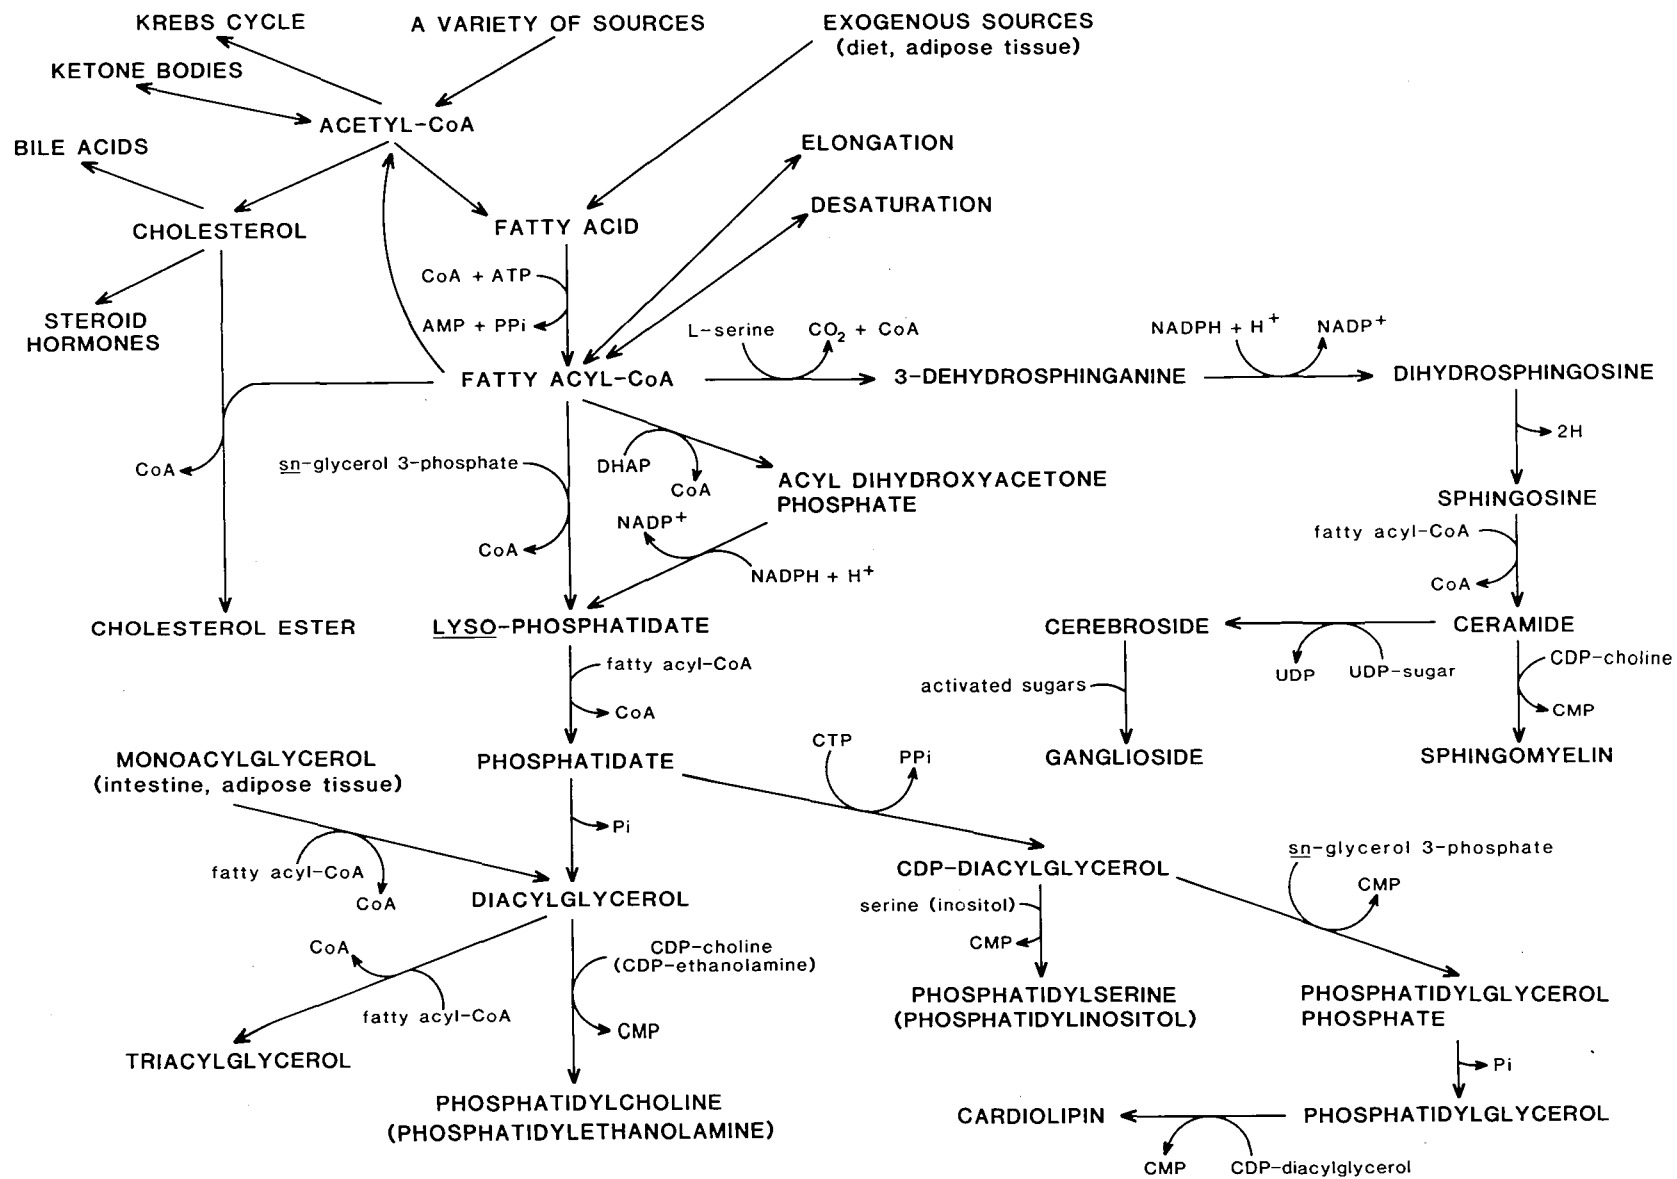 KREBS CYCLE
A VARIETY OF SOURCES
EXOGENOUS SOURCES
(diet, adipose tissue)
KETONE BODIES
ACETYL-CoA
BILE ACIDS
ELONGATION
DESATURATION
CHOLESTEROL
FATTY ACID
CoA + ATP
AMP + PPi
STEROID
HORMONES
L-serine
CO2 + CoA
NADPH + H+
NADP+
FATTY ACYL-CoA
3-DEHYDROSPHINGANINE
DIHYDROSPHINGOSINE
2H
CoA
sn-glycerol 3-phosphate
DHAP
CoA
ACYL DIHYDROXYACETONE
PHOSPHATE
SPHINGOSINE
NADP+
CoA
NADPH + H+
fatty acyl-CoA
CoA
CHOLESTEROL ESTER
LYSO-PHOSPHATIDATE
CEREBROSIDE
CERAMIDE
fatty acyl-CoA
CoA
UDP
UDP-sugar
CDP-choline
CMP
activated sugars
MONOACYLGLYCEROL
(intestine, adipose tissue)
PHOSPHATIDATE
CTP
PPi
GANGLIOSIDE
SPHINGOMYELIN
Pi
fatty acyl-CoA
CoA
DIACYLGLYCEROL
CDP-DIACYLGLYCEROL
sn-glycerol 3-phosphate
CMP
serine (inositol)
CMP
CoA
fatty acyl-CoA
CDP-choline
(CDP-ethanolamine)
CMP
PHOSPHATIDYLSERINE
(PHOSPHATIDYLINOSITOL)
PHOSPHATIDYLGLYCEROL
PHOSPHATE
TRIACYLGLYCEROL
Pi
PHOSPHATIDYLCHOLINE
(PHOSPHATIDYLETHANOLAMINE)
CARDIOLIPIN
PHOSPHATIDYLGLYCEROL
CMP
CDP-diacylglycerol